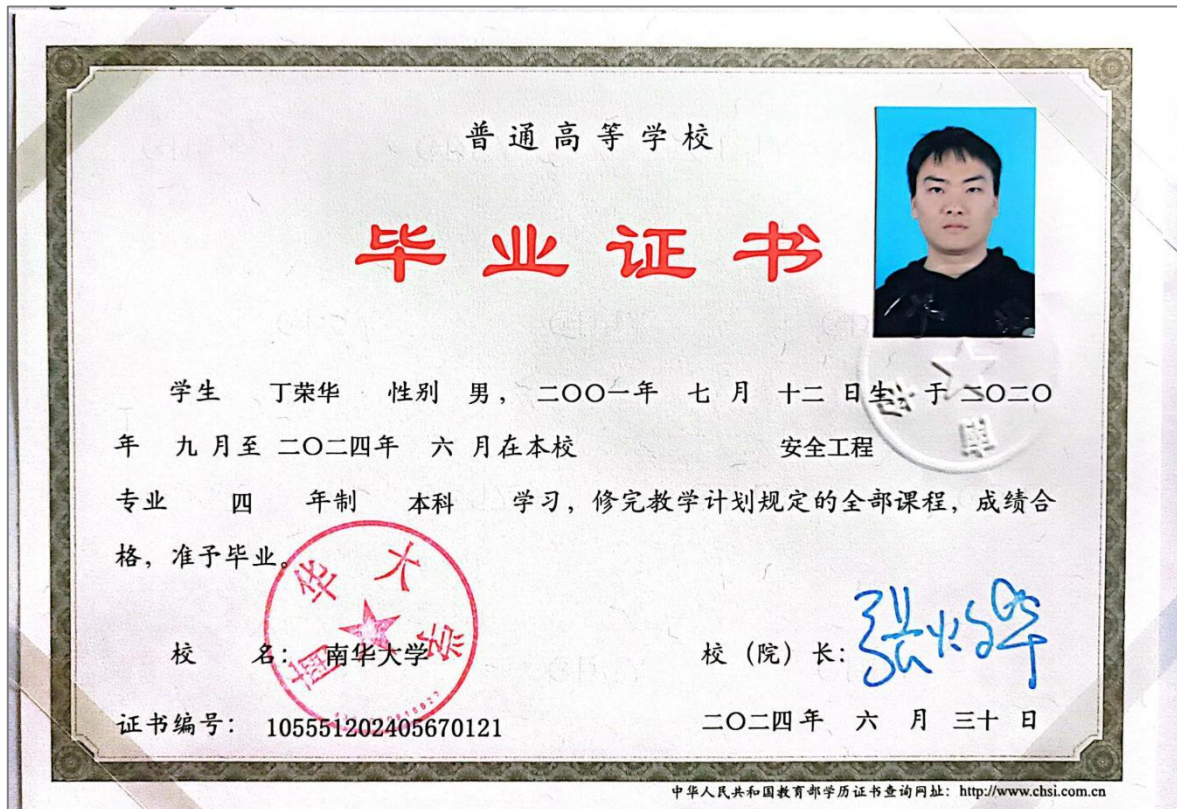 普通高等学校
毕业证书
学生 丁荣华 性别 男， 二〇〇一年 七 月 十二 日生， 于 二〇二〇
年 九 月至 二〇二四年 六 月在本校 安全工程
专业 四 年制 本科 学习，修完教学计划规定的全部课程，成绩合
格，准予毕业。
南华大学
校 名： 南华大学 校（院）长：
证书编号： 105551202405670121 二〇二四年 六 月 三十 日
中华人民共和国教育部学历证书查询网址：http://www.chsi.com.cn